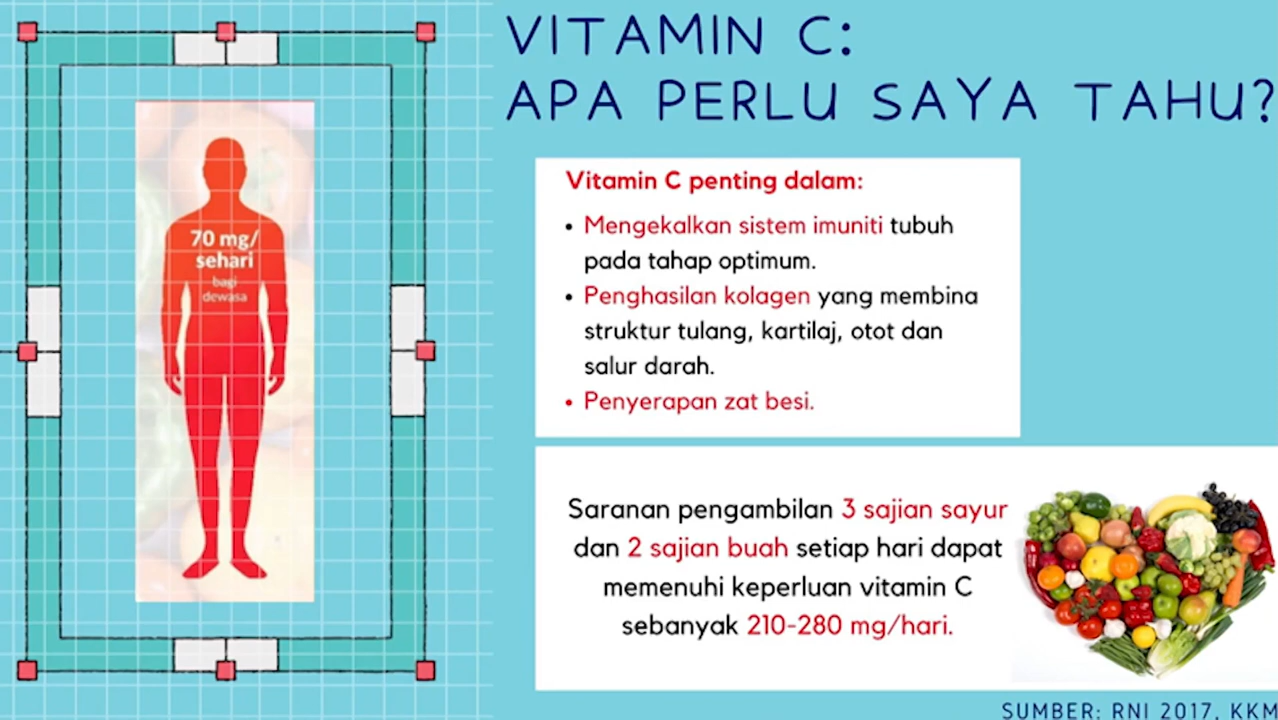 VITAMIN C:
APA PERLU SAYA TAHU?
70 mg/
sehari
bagi
dewasa
Vitamin C penting dalam:
• Mengekalkan sistem imuniti tubuh
pada tahap optimum.
• Penghasilan kolagen yang membina
struktur tulang, kartilaj, otot dan
salur darah.
• Penyerapan zat besi.
Saranan pengambilan 3 sajian sayur
dan 2 sajian buah setiap hari dapat
memenuhi keperluan vitamin C
sebanyak 210-280 mg/hari.
SUMBER: RNI 2017, KKM